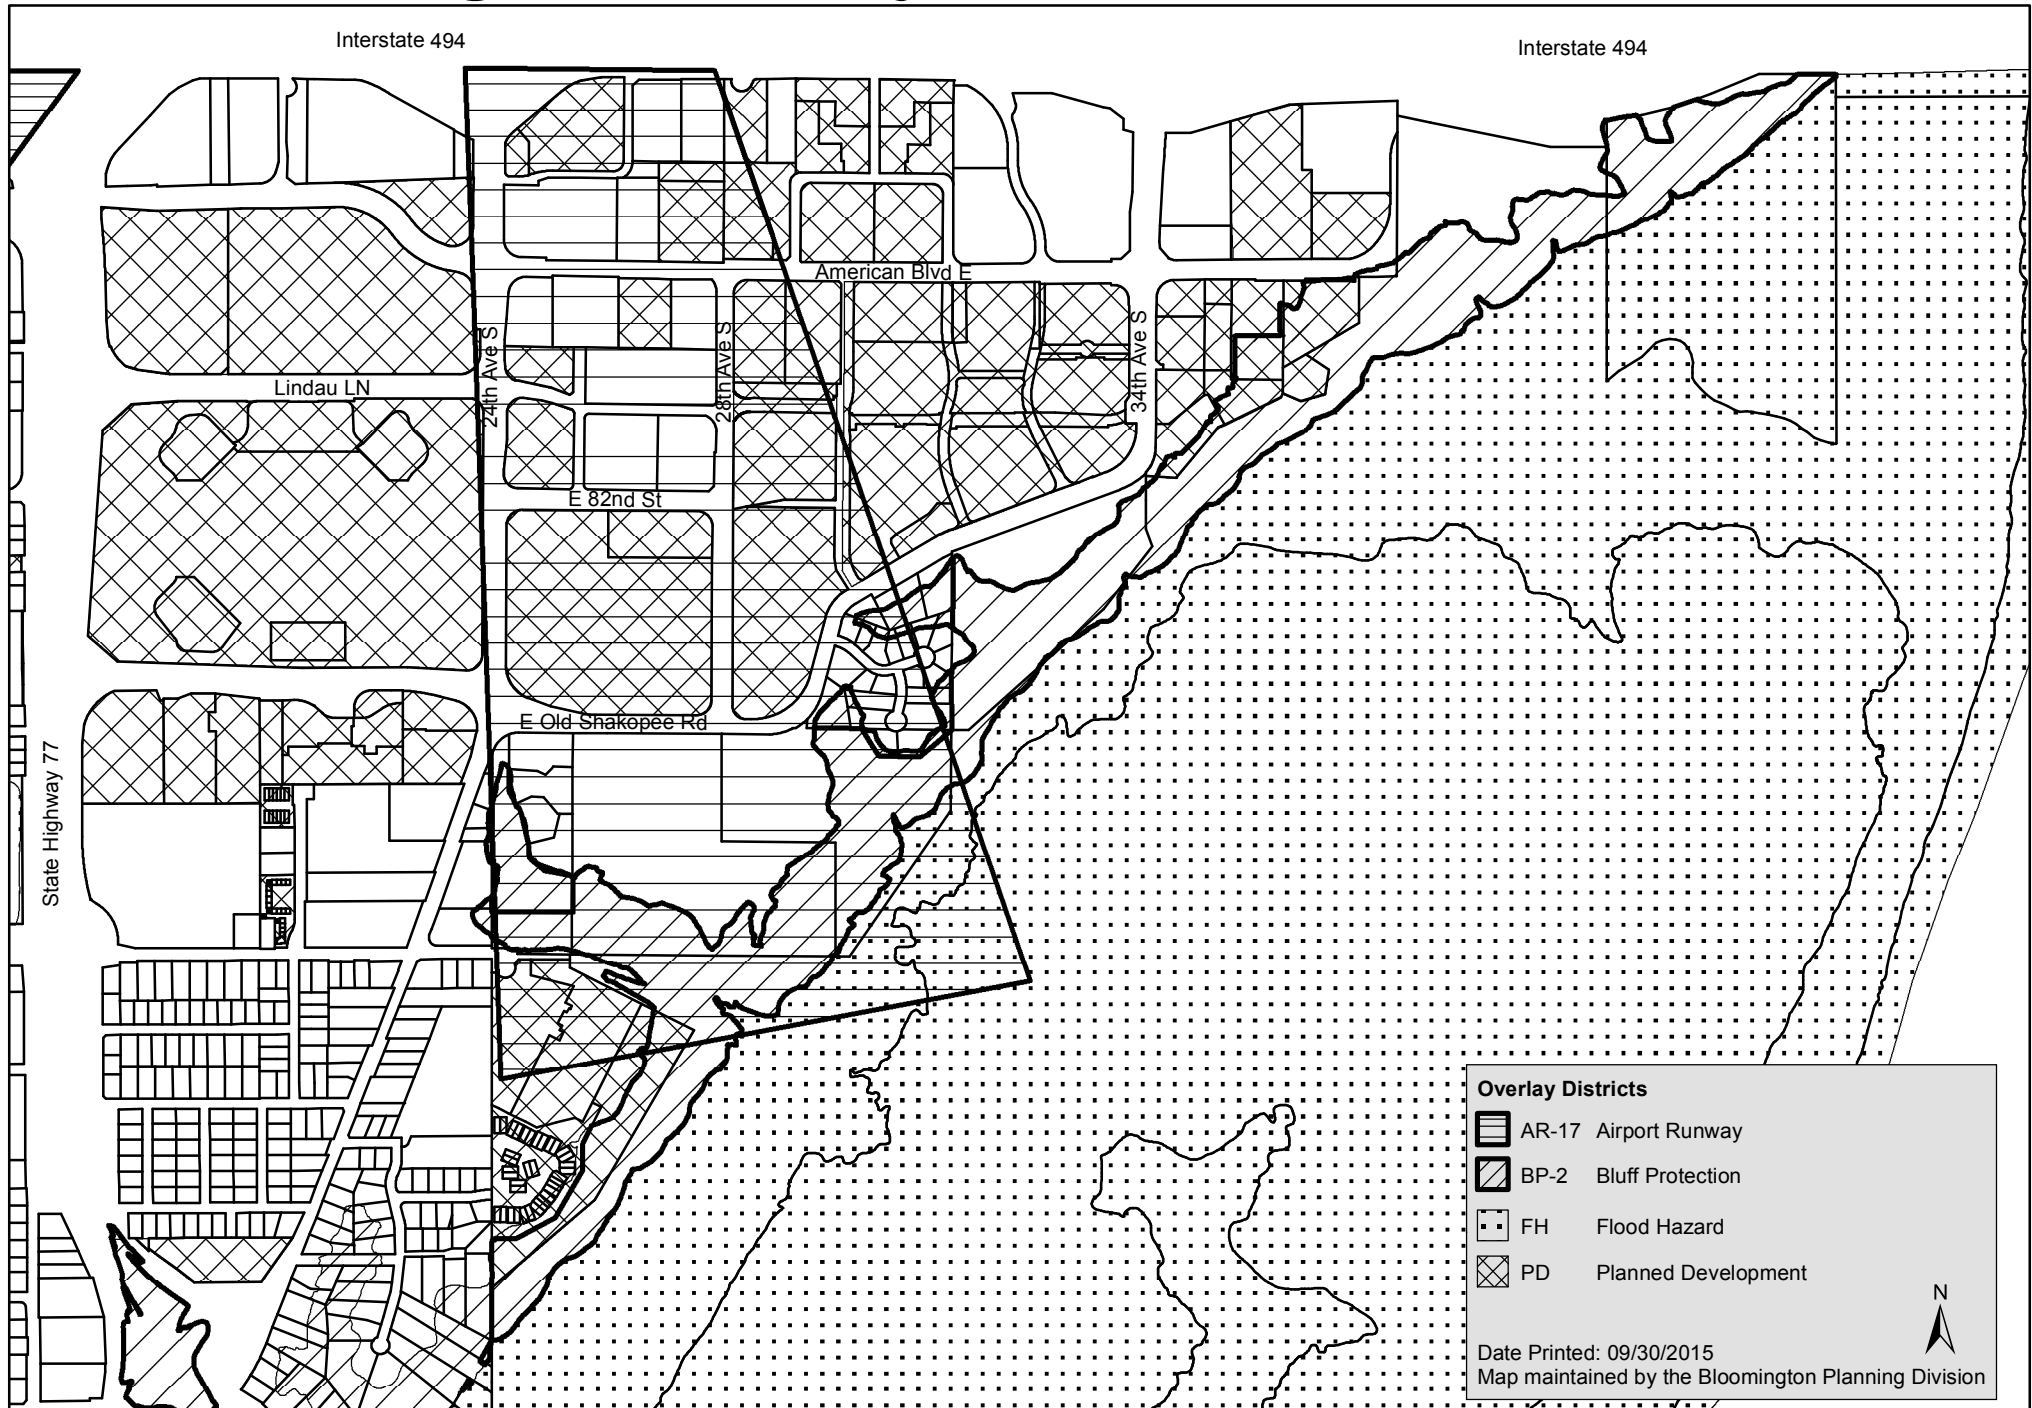 Interstate 494
Interstate 494
American Blvd E
24th Ave S
28th Ave S
34th Ave S
Lindau LN
E 82nd St
E Old Shakopee Rd
State Highway 77
Overlay Districts
AR-17 Airport Runway
BP-2 Bluff Protection
FH Flood Hazard
PD Planned Development
N
Date Printed: 09/30/2015
Map maintained by the Bloomington Planning Division